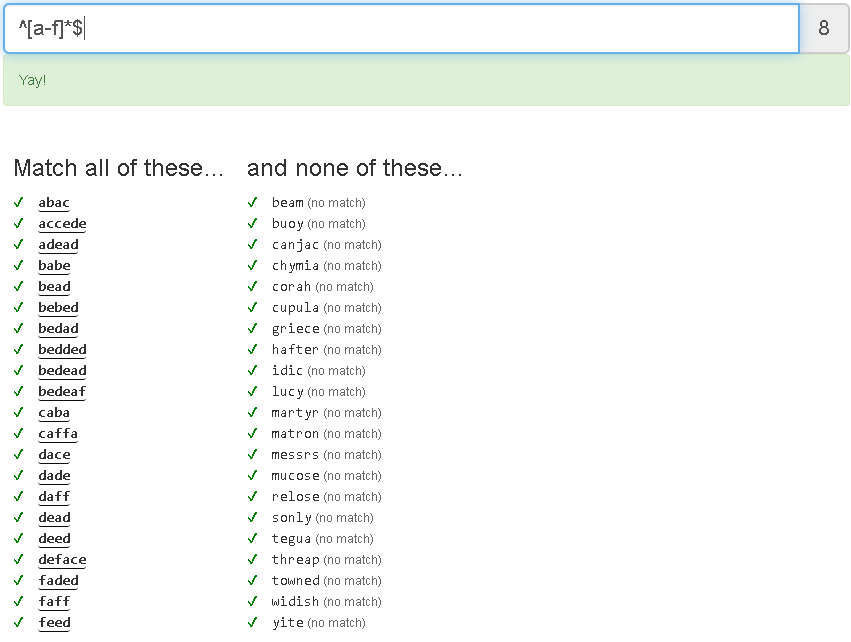 ^[a-f]*$ 8
Yay!
Match all of these... and none of these...
✓ abac ✓ beam (no match)
✓ accede ✓ buoy (no match)
✓ adead ✓ canjac (no match)
✓ babe ✓ chymia (no match)
✓ bead ✓ corah (no match)
✓ bebed ✓ cupula (no match)
✓ bedad ✓ griece (no match)
✓ bedded ✓ hafter (no match)
✓ bedead ✓ idic (no match)
✓ bedeaf ✓ lucy (no match)
✓ caba ✓ martyr (no match)
✓ caffa ✓ matron (no match)
✓ dace ✓ messrs (no match)
✓ dade ✓ mucose (no match)
✓ daff ✓ relose (no match)
✓ dead ✓ sonly (no match)
✓ deed ✓ tegua (no match)
✓ deface ✓ threap (no match)
✓ faded ✓ towned (no match)
✓ faff ✓ widish (no match)
✓ feed ✓ yite (no match)